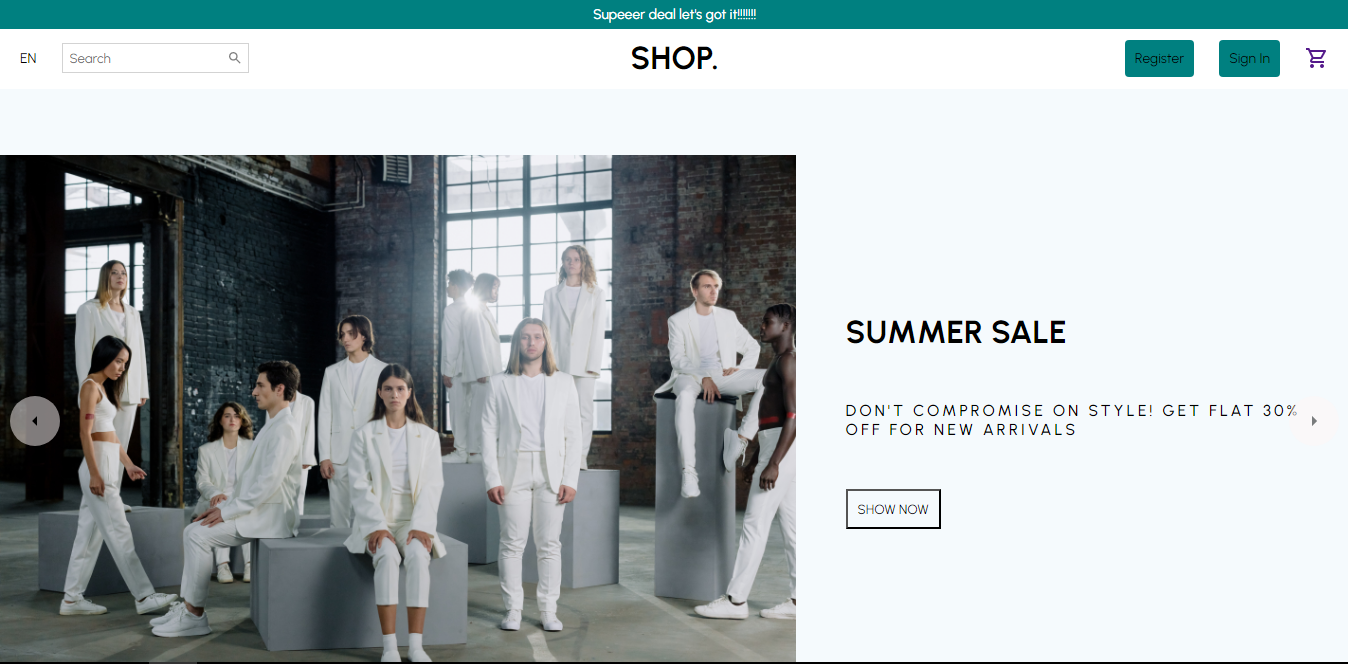 Supeeer deal let's got it!!!!!!!
EN
Search
SHOP.
Register
Sign In
SUMMER SALE
DON'T COMPROMISE ON STYLE! GET FLAT 30%
OFF FOR NEW ARRIVALS
SHOW NOW